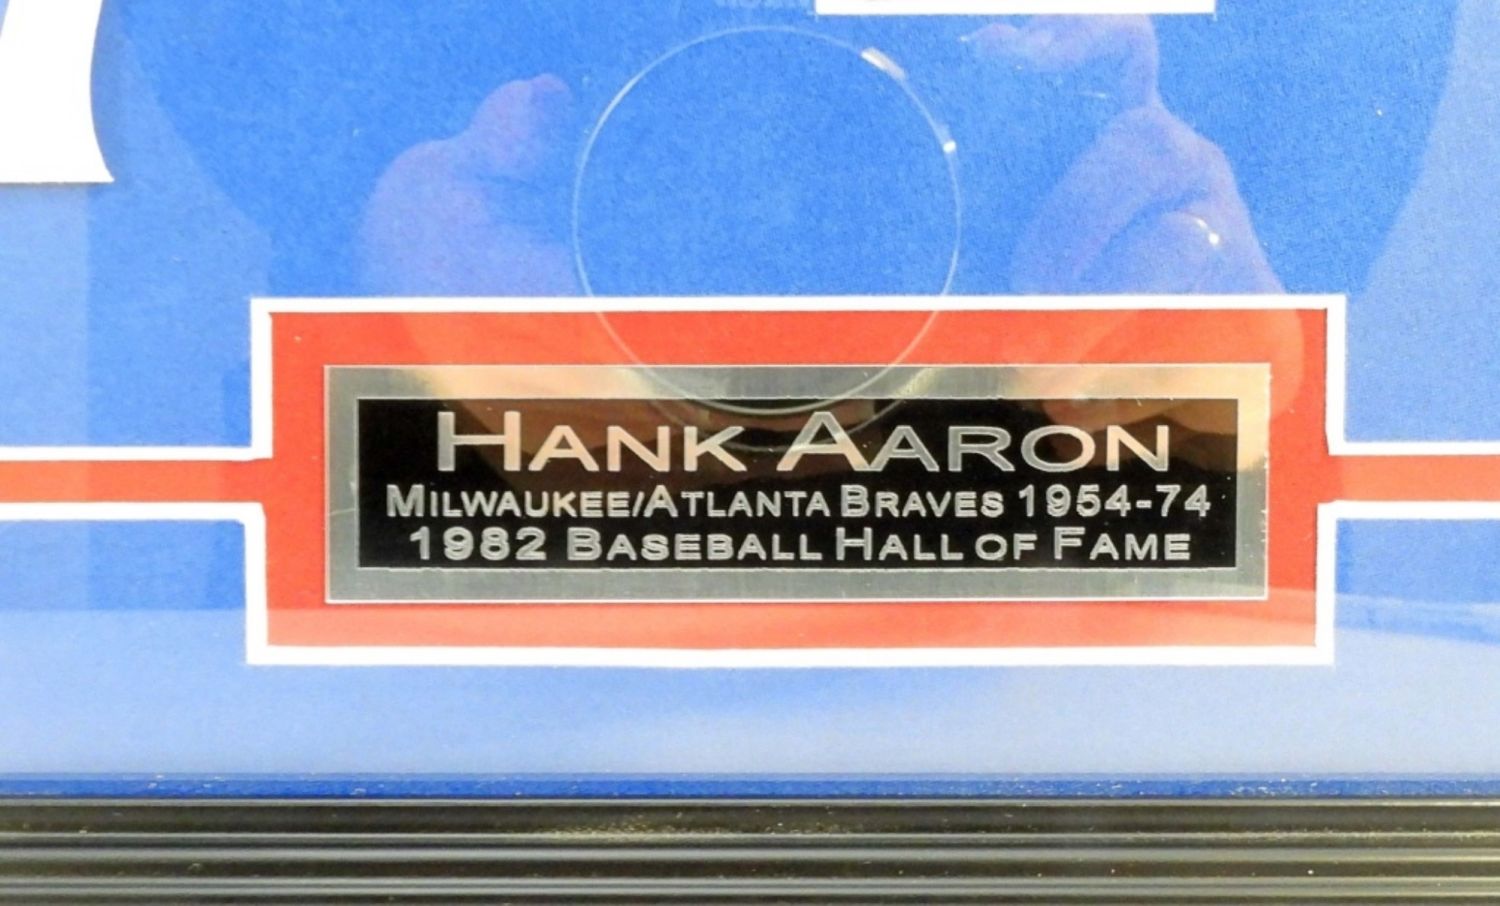 HANK AARON
MILWAUKEE/ATLANTA BRAVES 1954-74
1982 BASEBALL HALL OF FAME